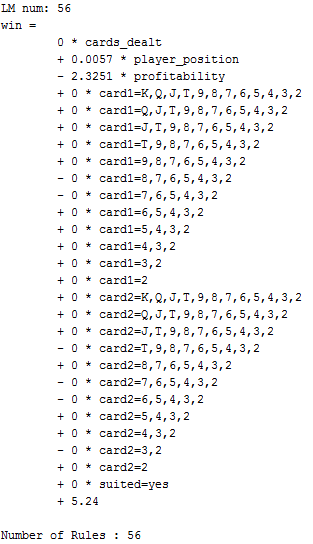 LM num: 56
win =
0 * cards_dealt
+ 0.0057 * player_position
- 2.3251 * profitability
+ 0 * card1=K,Q,J,T,9,8,7,6,5,4,3,2
+ 0 * card1=Q,J,T,9,8,7,6,5,4,3,2
+ 0 * card1=J,T,9,8,7,6,5,4,3,2
+ 0 * card1=T,9,8,7,6,5,4,3,2
+ 0 * card1=9,8,7,6,5,4,3,2
- 0 * card1=8,7,6,5,4,3,2
- 0 * card1=7,6,5,4,3,2
+ 0 * card1=6,5,4,3,2
+ 0 * card1=5,4,3,2
+ 0 * card1=4,3,2
+ 0 * card1=3,2
+ 0 * card1=2
+ 0 * card2=K,Q,J,T,9,8,7,6,5,4,3,2
+ 0 * card2=Q,J,T,9,8,7,6,5,4,3,2
+ 0 * card2=J,T,9,8,7,6,5,4,3,2
- 0 * card2=T,9,8,7,6,5,4,3,2
+ 0 * card2=8,7,6,5,4,3,2
- 0 * card2=7,6,5,4,3,2
- 0 * card2=6,5,4,3,2
+ 0 * card2=5,4,3,2
+ 0 * card2=4,3,2
- 0 * card2=3,2
+ 0 * card2=2
+ 0 * suited=yes
+ 5.24
Number of Rules : 56